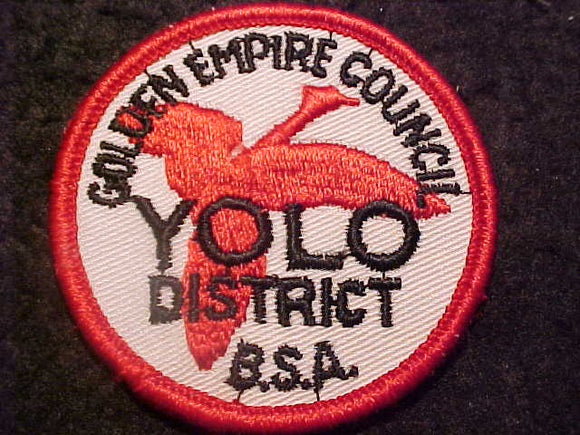 GOLDEN EMPIRE COUNCIL
YOLO
DISTRICT
B.S.A.